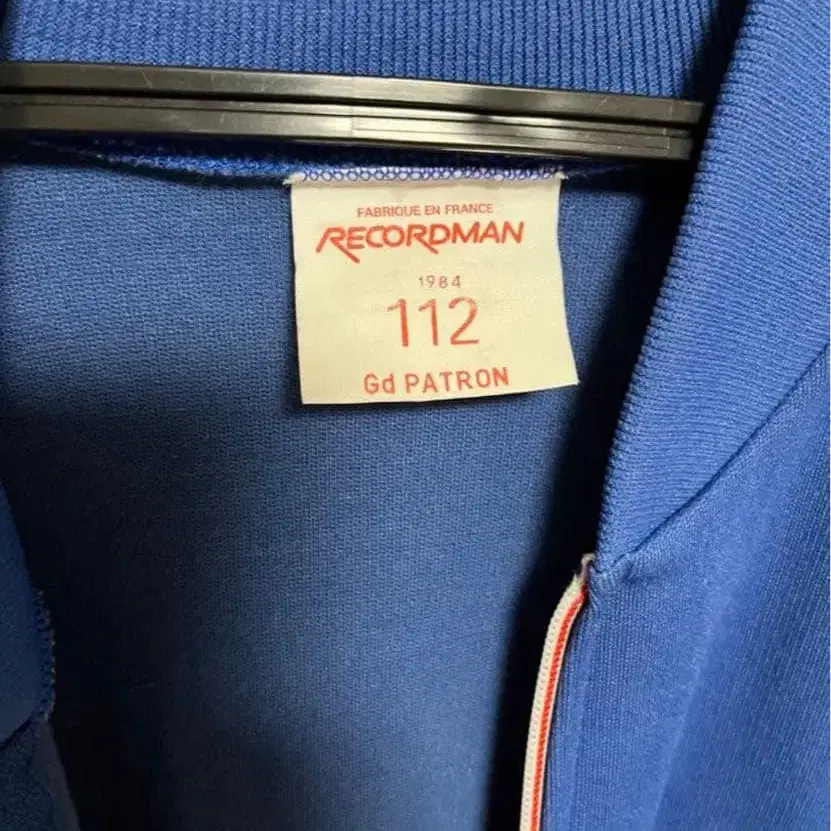 FABRIQUE EN FRANCE
RECORDMAN
1984
112
Gd PATRON